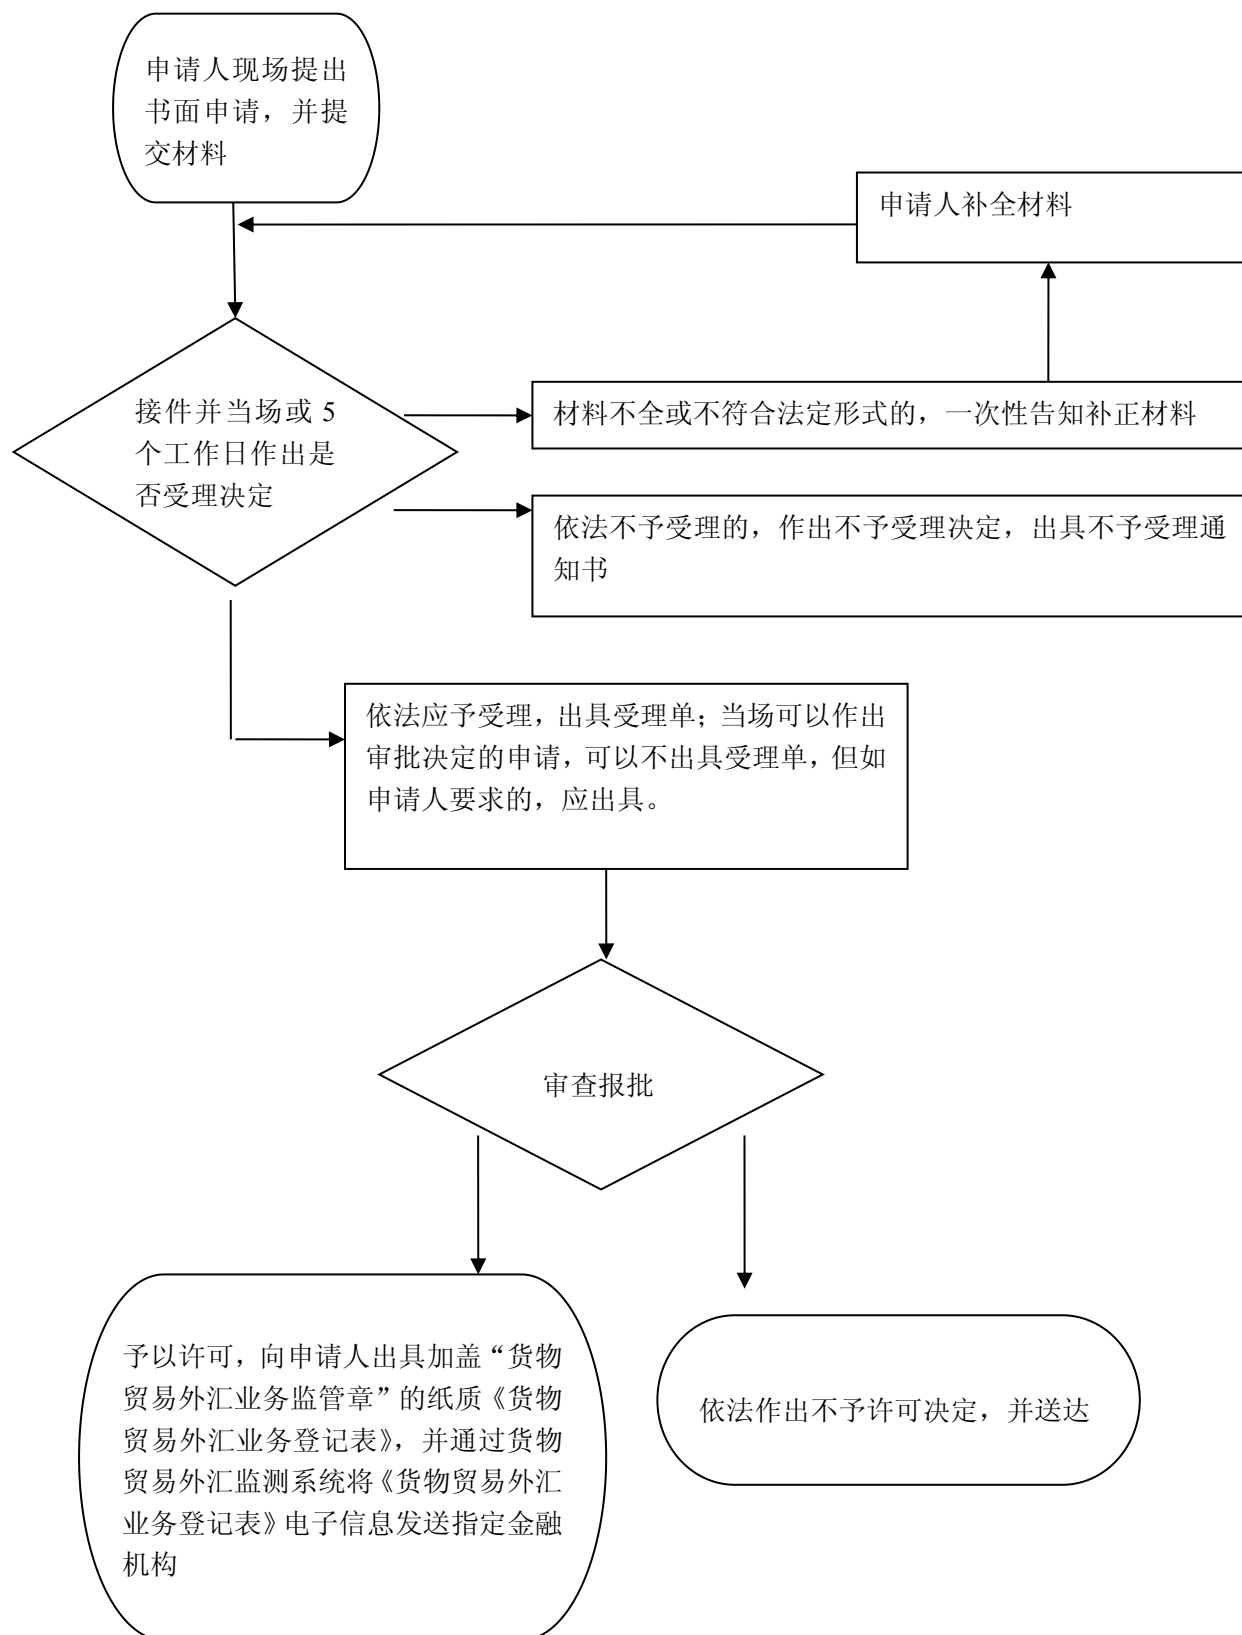 申请人现场提出
书面申请，并提
交材料
申请人补全材料
接件并当场或 5
个工作日作出是
否受理决定
材料不全或不符合法定形式的，一次性告知补正材料
依法不予受理的，作出不予受理决定，出具不予受理通
知书
依法应予受理，出具受理单；当场可以作出
审批决定的申请，可以不出具受理单，但如
申请人要求的，应出具。
审查报批
予以许可，向申请人出具加盖“货物
贸易外汇业务监管章”的纸质《货物
贸易外汇业务登记表》，并通过货物
贸易外汇监测系统将《货物贸易外汇
业务登记表》电子信息发送指定金融
机构
依法作出不予许可决定，并送达